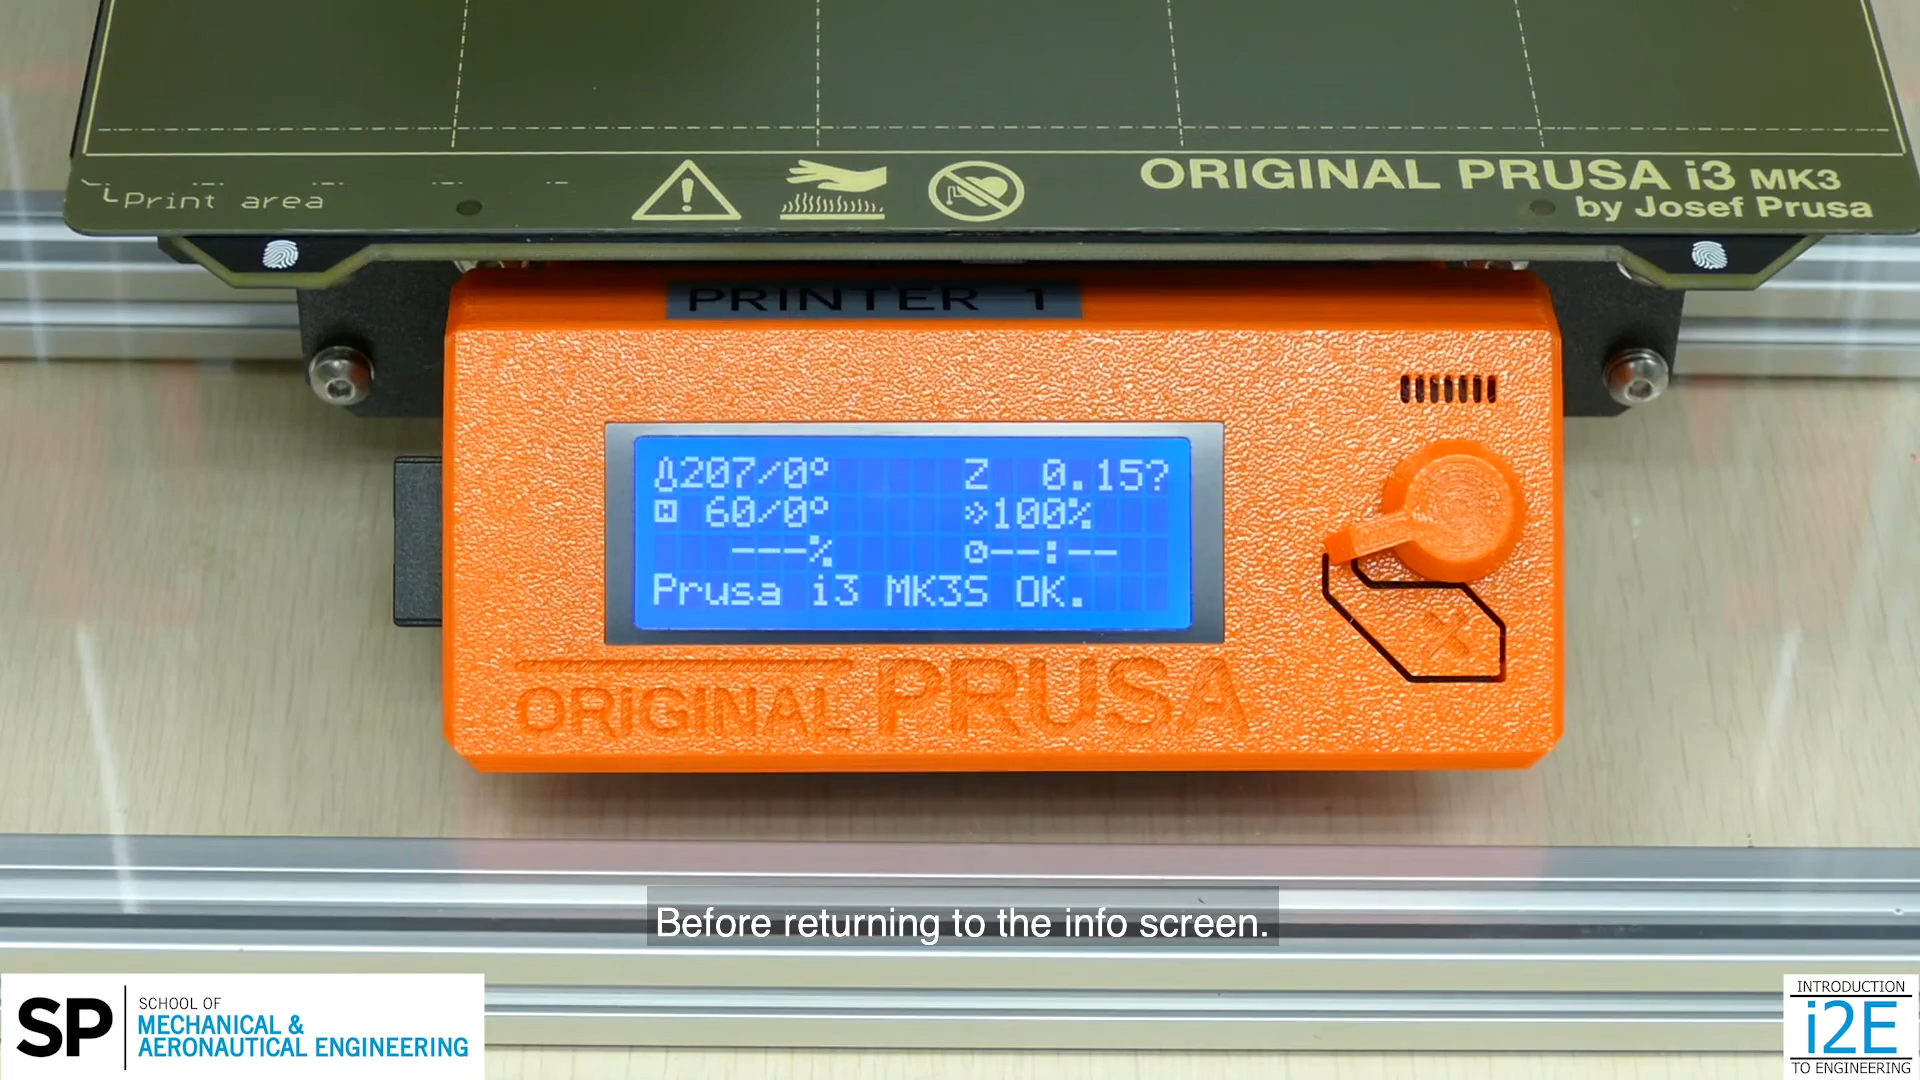 Print area
ORIGINAL PRUSA i3 MK3
by Josef Prusa
PRINTER 1
207/0° Z 0.15?
60/0° 100%
---% --:--
Prusa i3 MK3S OK.
ORIGINAL PRUSA
Before returning to the info screen.
SP
SCHOOL OF
MECHANICAL &
AERONAUTICAL ENGINEERING
INTRODUCTION
i2E
TO ENGINEERING